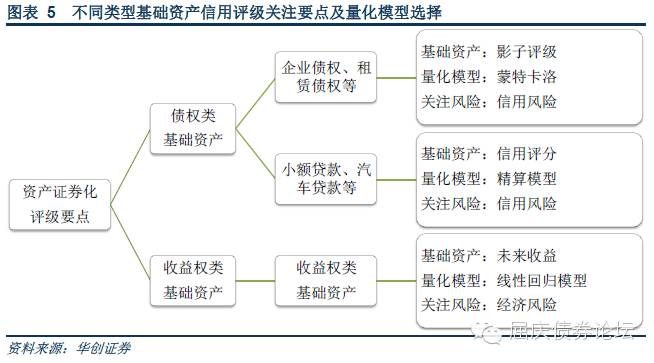 图表 5 不同类型基础资产信用评级关注要点及量化模型选择
资产证券化
评级要点
债权类
基础资产
企业债权、租
赁债权等
基础资产：影子评级
量化模型：蒙特卡洛
关注风险：信用风险
小额贷款、汽
车贷款等
基础资产：信用评分
量化模型：精算模型
关注风险：信用风险
收益权类
基础资产
收益权类
基础资产
基础资产：未来收益
量化模型：线性回归模型
关注风险：经济风险
资料来源：华创证券
屈庆债券论坛